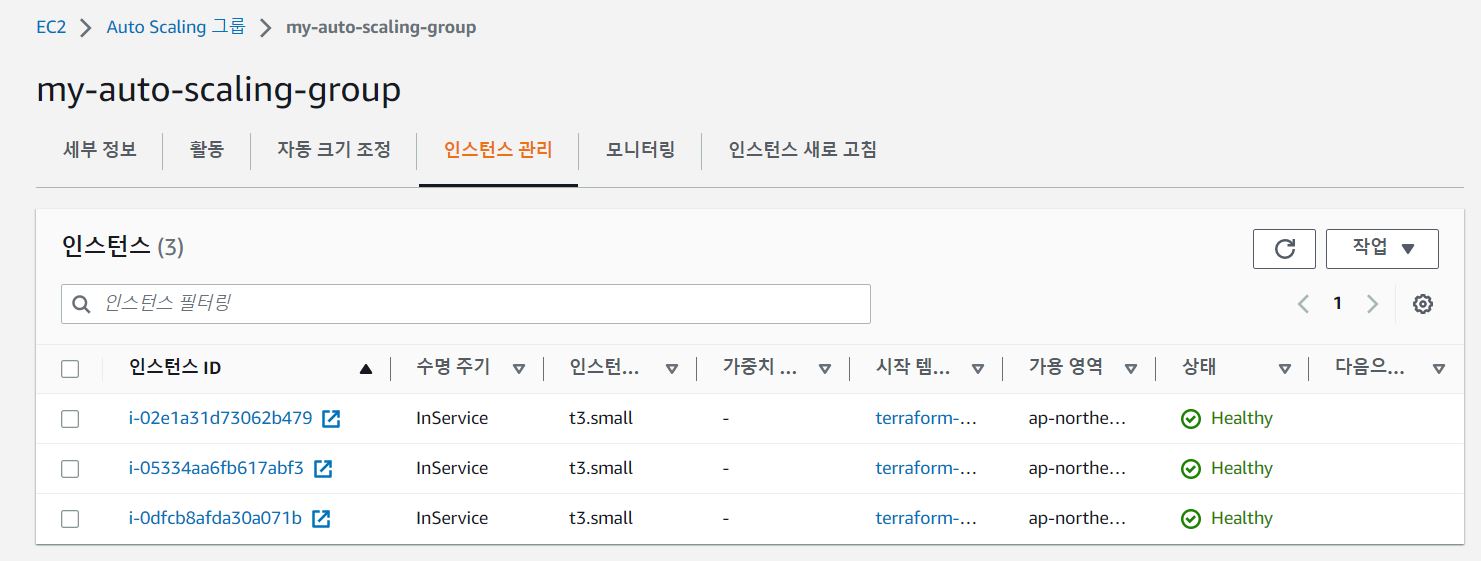 EC2 > Auto Scaling 그룹 > my-auto-scaling-group
my-auto-scaling-group
세부 정보 활동 자동 크기 조정 인스턴스 관리 모니터링 인스턴스 새로 고침
인스턴스 (3) 작업
인스턴스 필터링 1
인스턴스 ID 수명 주기 인스턴... 가중치 ... 시작 템... 가용 영역 상태 다음으...
i-02e1a31d73062b479 InService t3.small - terraform-... ap-northe... Healthy
i-05334aa6fb617abf3 InService t3.small - terraform-... ap-northe... Healthy
i-0dfcb8afda30a071b InService t3.small - terraform-... ap-northe... Healthy